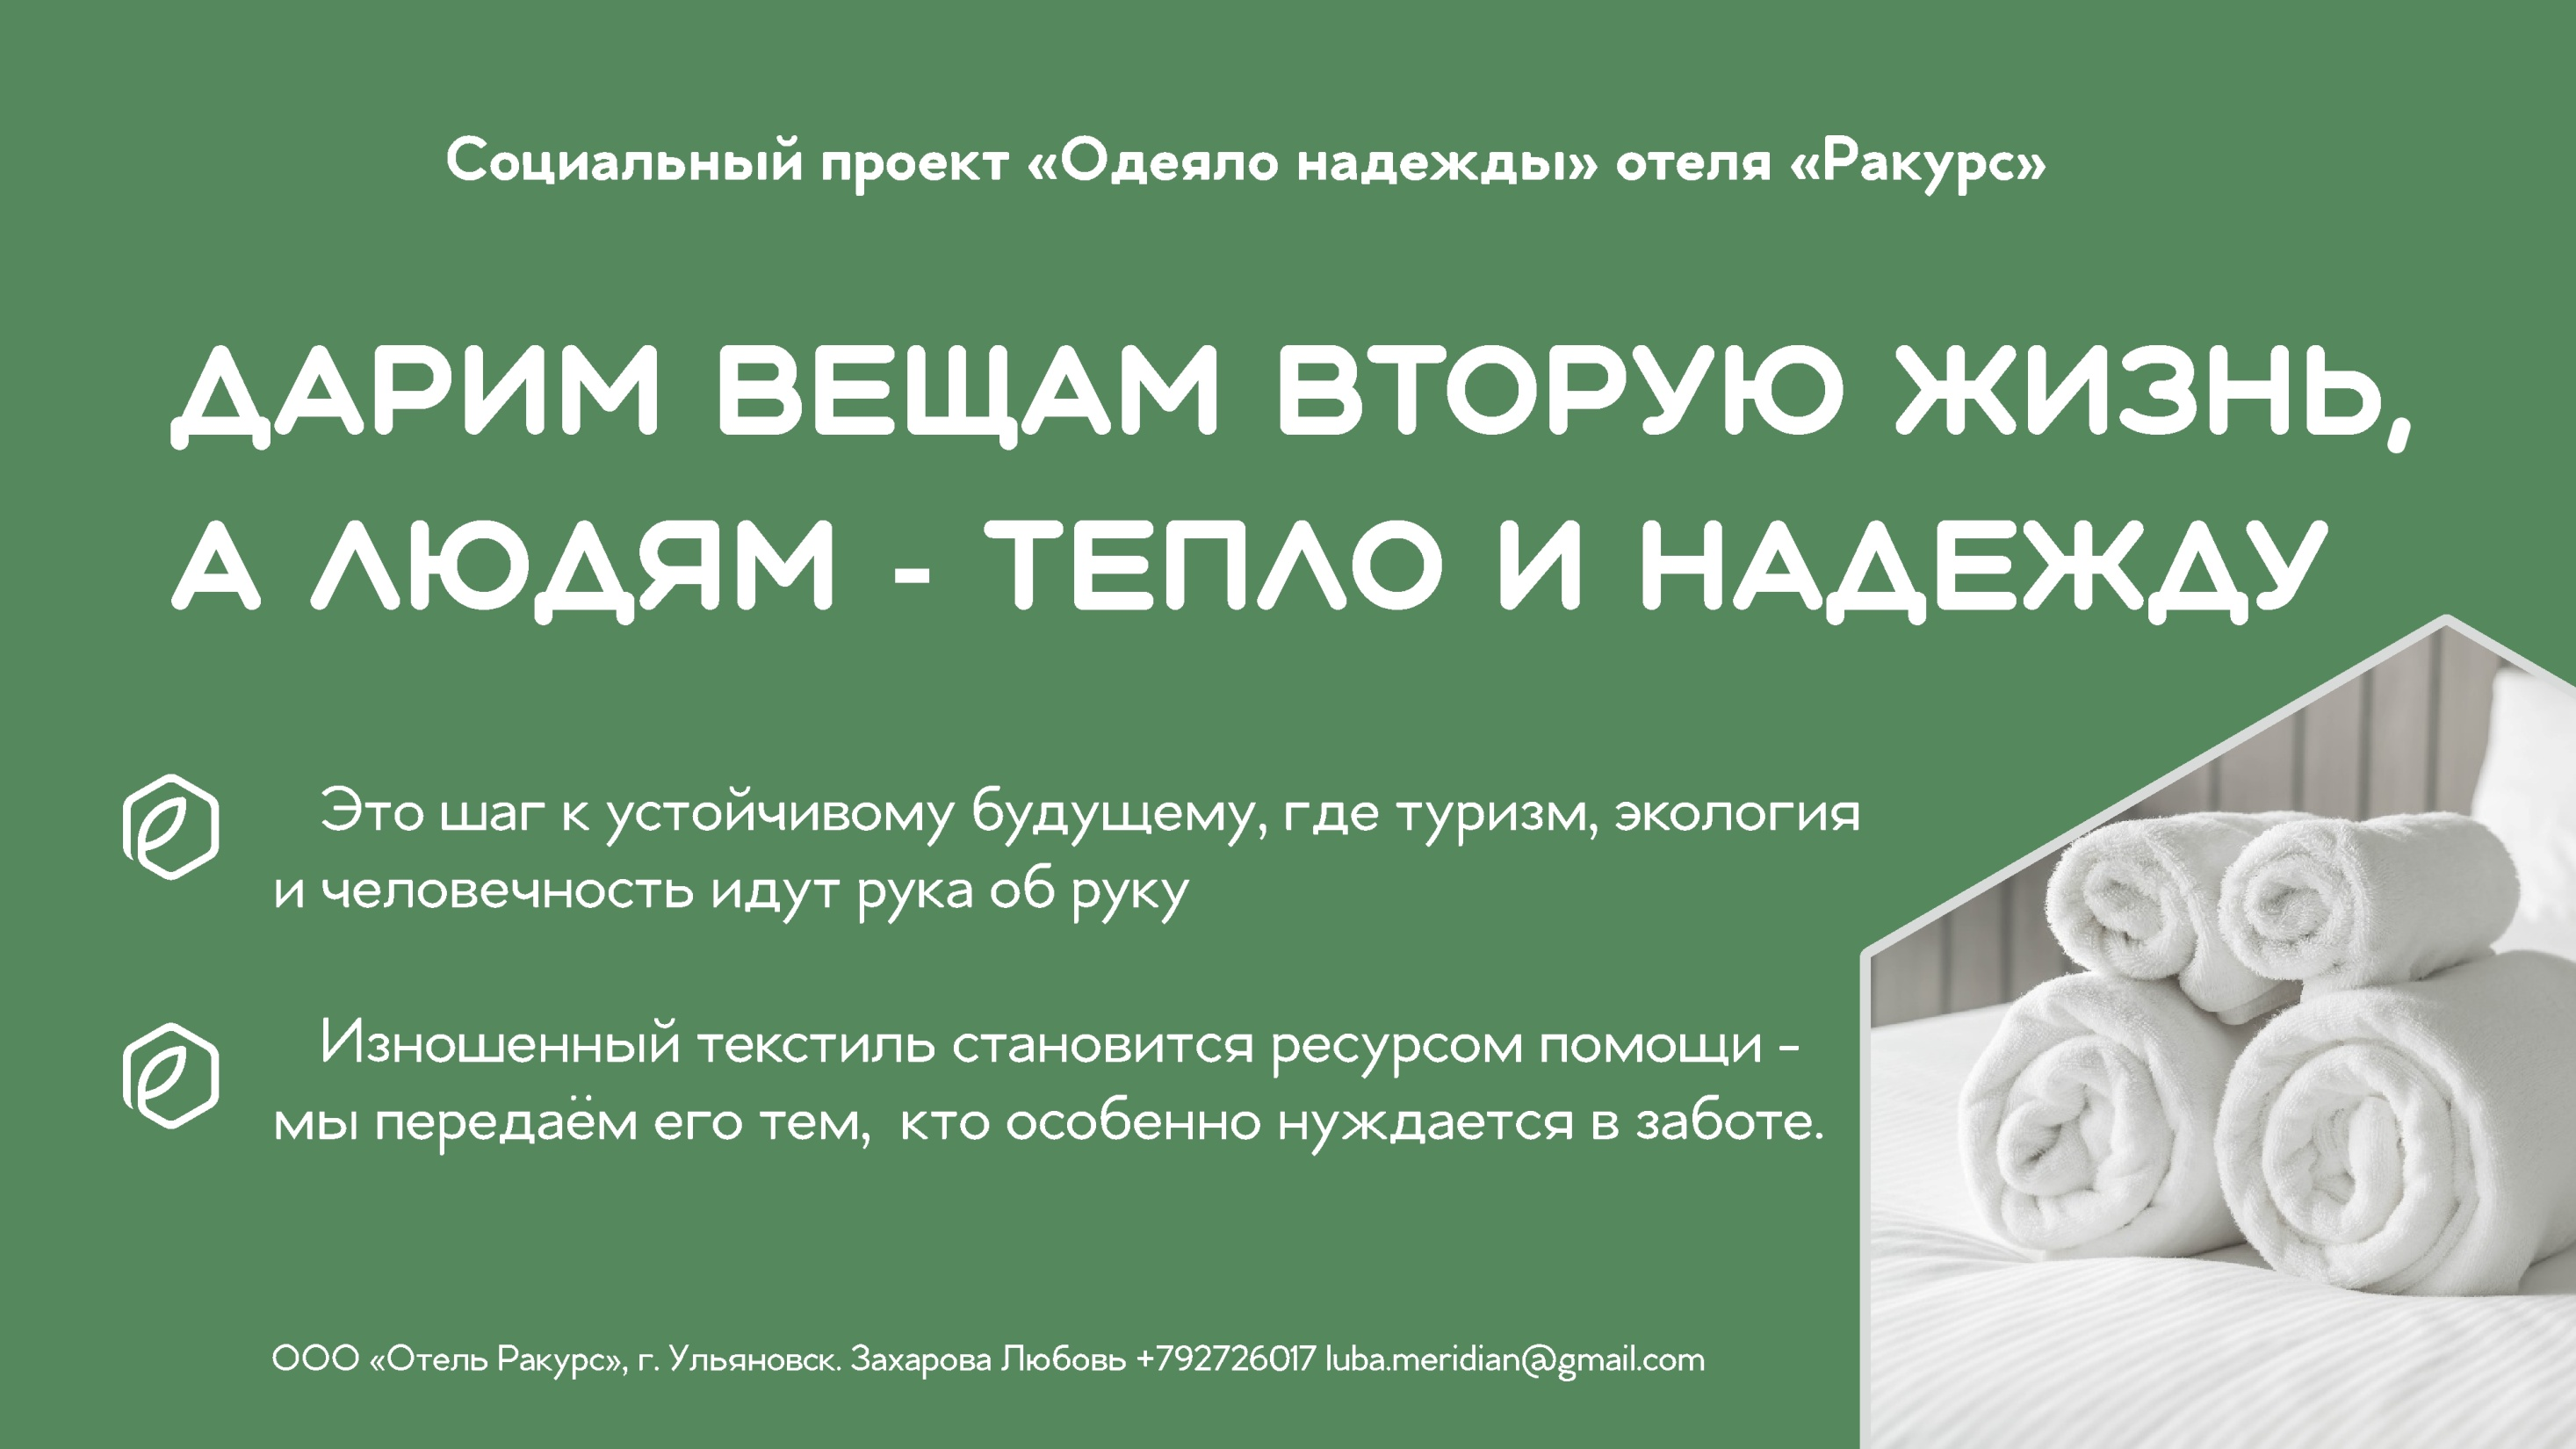 Социальный проект «Одеяло надежды» отеля «Ракурс»
ДАРИМ ВЕЩАМ ВТОРУЮ ЖИЗНЬ,
А ЛЮДЯМ - ТЕПЛО И НАДЕЖДУ
Это шаг к устойчивому будущему, где туризм, экология
и человечность идут рука об руку
Изношенный текстиль становится ресурсом помощи -
мы передаём его тем, кто особенно нуждается в заботе.
ООО «Отель Ракурс», г. Ульяновск. Захарова Любовь +792726017 luba.meridian@gmail.com